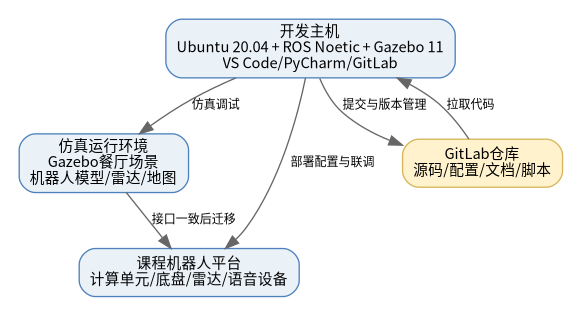 开发主机
Ubuntu 20.04 + ROS Noetic + Gazebo 11
VS Code/PyCharm/GitLab
仿真调试
提交与版本管理
拉取代码
仿真运行环境
Gazebo餐厅场景
机器人模型/雷达/地图
部署配置与联调
GitLab仓库
源码/配置/文档/脚本
接口一致后迁移
课程机器人平台
计算单元/底盘/雷达/语音设备